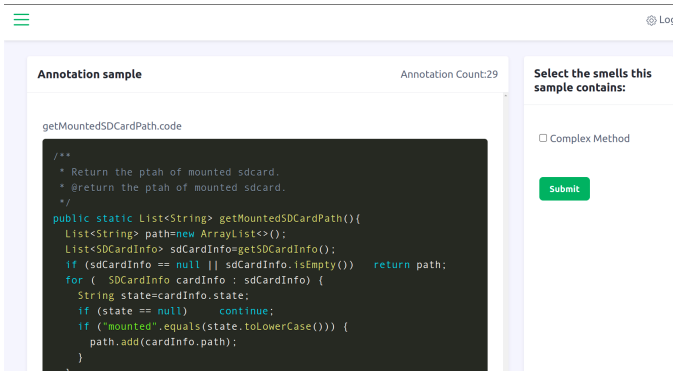 Log
Annotation sample
Annotation Count:29
Select the smells this
sample contains:
getMountedSDCardPath.code
Complex Method
Submit
/**
* Return the ptah of mounted sdcard.
* @return the ptah of mounted sdcard.
*/
public static List<String> getMountedSDCardPath(){
List<String> path=new ArrayList<>();
List<SDCardInfo> sdCardInfo=getSDCardInfo();
if (sdCardInfo == null || sdCardInfo.isEmpty())   return path;
for (  SDCardInfo cardInfo : sdCardInfo) {
String state=cardInfo.state;
if (state == null)     continue;
if ("mounted".equals(state.toLowerCase())) {
path.add(cardInfo.path);
}